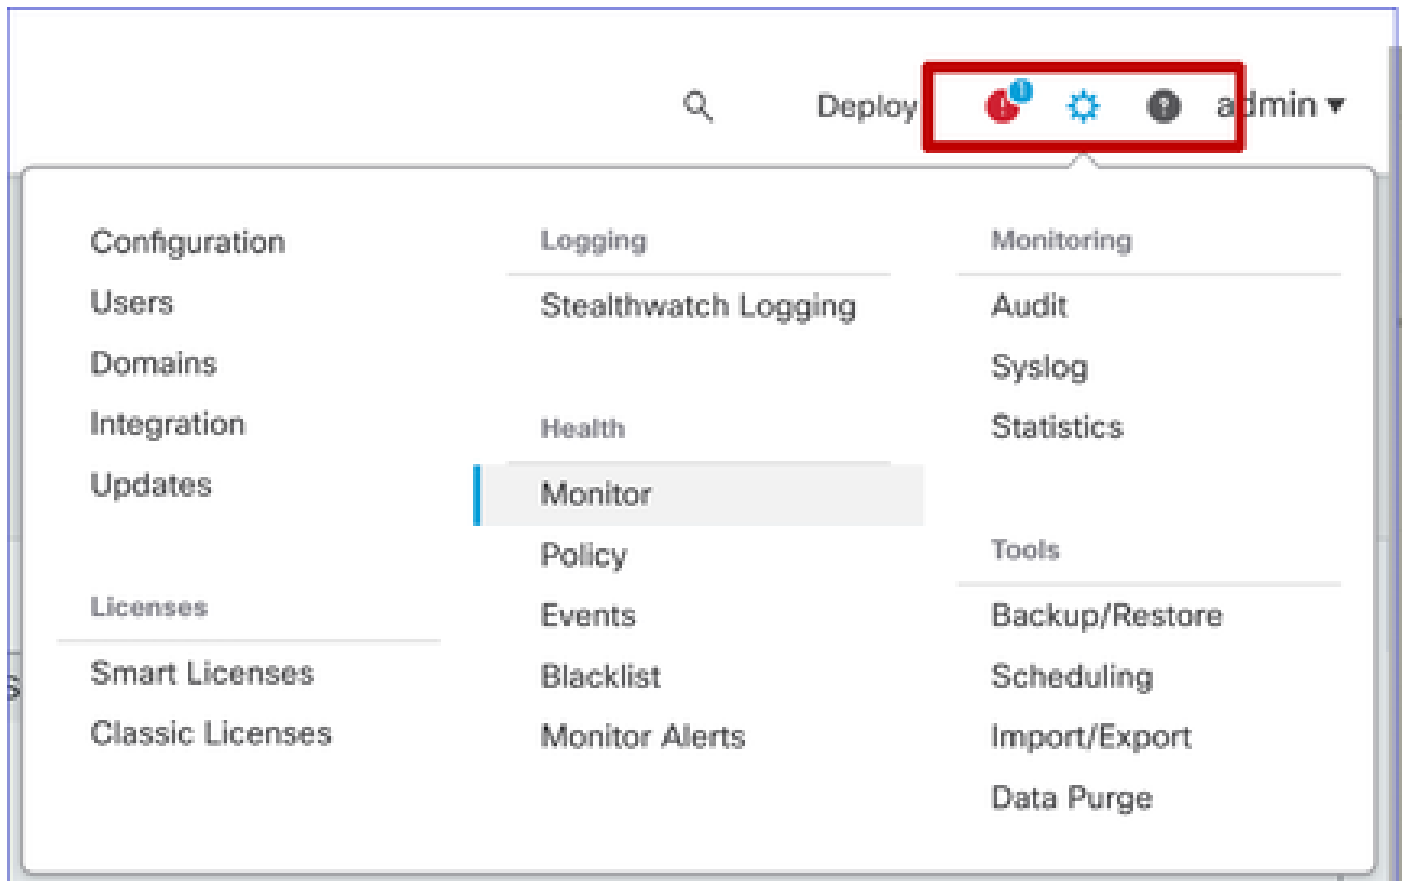 Deploy
admin
Configuration
Users
Domains
Integration
Updates
Licenses
Smart Licenses
Classic Licenses
Logging
Stealthwatch Logging
Health
Monitor
Policy
Events
Blacklist
Monitor Alerts
Monitoring
Audit
Syslog
Statistics
Tools
Backup/Restore
Scheduling
Import/Export
Data Purge